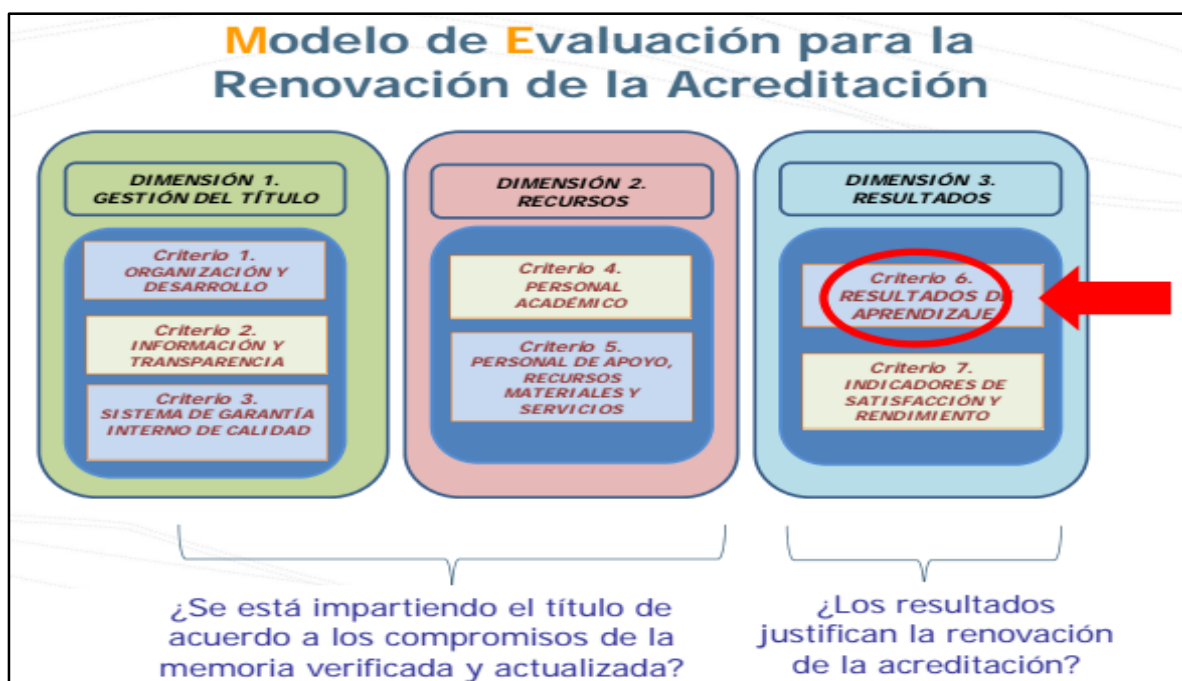 Modelo de Evaluación para la
Renovación de la Acreditación
DIMENSIÓN 1.
GESTIÓN DEL TÍTULO
Criterio 1.
ORGANIZACIÓN Y
DESARROLLO
Criterio 2.
INFORMACIÓN Y
TRANSPARENCIA
Criterio 3.
SISTEMA DE GARANTÍA
INTERNO DE CALIDAD
DIMENSIÓN 2.
RECURSOS
Criterio 4.
PERSONAL
ACADÉMICO
Criterio 5.
PERSONAL DE APOYO,
RECURSOS
MATERIALES Y
SERVICIOS
DIMENSIÓN 3.
RESULTADOS
Criterio 6.
RESULTADOS DE
APRENDIZAJE
Criterio 7.
INDICADORES DE
SATISFACCIÓN Y
RENDIMIENTO
¿Se está impartiendo el título de
acuerdo a los compromisos de la
memoria verificada y actualizada?
¿Los resultados
justifican la renovación
de la acreditación?